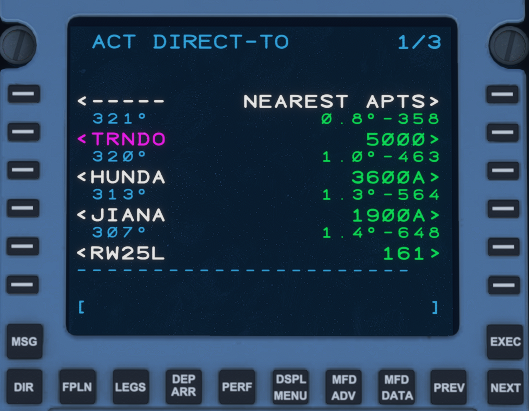 ACT DIRECT-TO 1/3
<----- NEAREST APTS>
321° 0.8°-358
<TRNDO 5000>
320° 1.0°-463
<HUNDA 3600A>
313° 1.3°-564
<JIANA 1900A>
307° 1.4°-648
<RW25L 161>
--------------------------
[ ]
MSG EXEC
DIR FPLN LEGS DEP ARR PERF DSPL MENU MFD ADV MFD DATA PREV NEXT